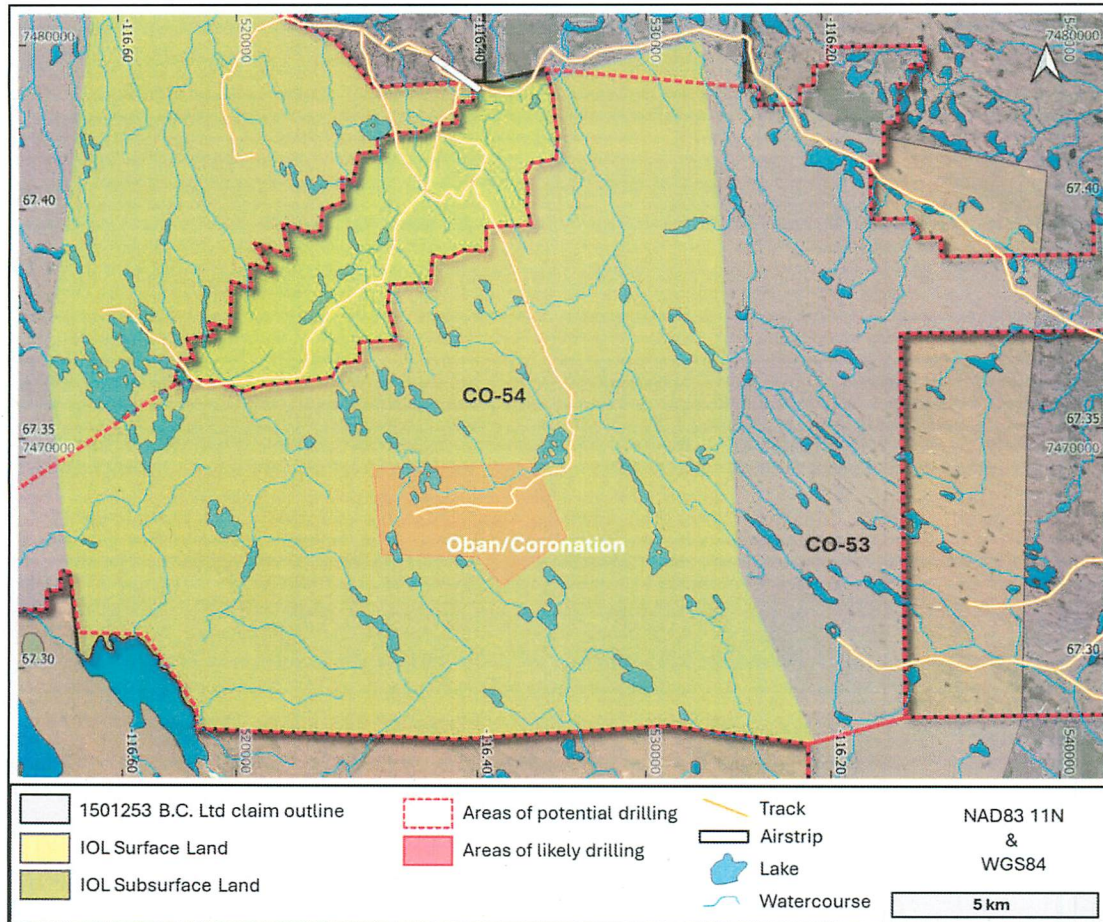 7480000
-116.60
520000
-116.40
530000
-116.20
540000
7480000
67.40
67.40
CO-54
67.35
7470000
67.35
7470000
Oban/Coronation
CO-53
67.30
67.30
-116.60
520000
-116.40
530000
-116.20
540000
1501253 B.C. Ltd claim outline
IOL Surface Land
IOL Subsurface Land
Areas of potential drilling
Areas of likely drilling
Track
Airstrip
Lake
Watercourse
NAD83 11N
&
WGS84
5 km